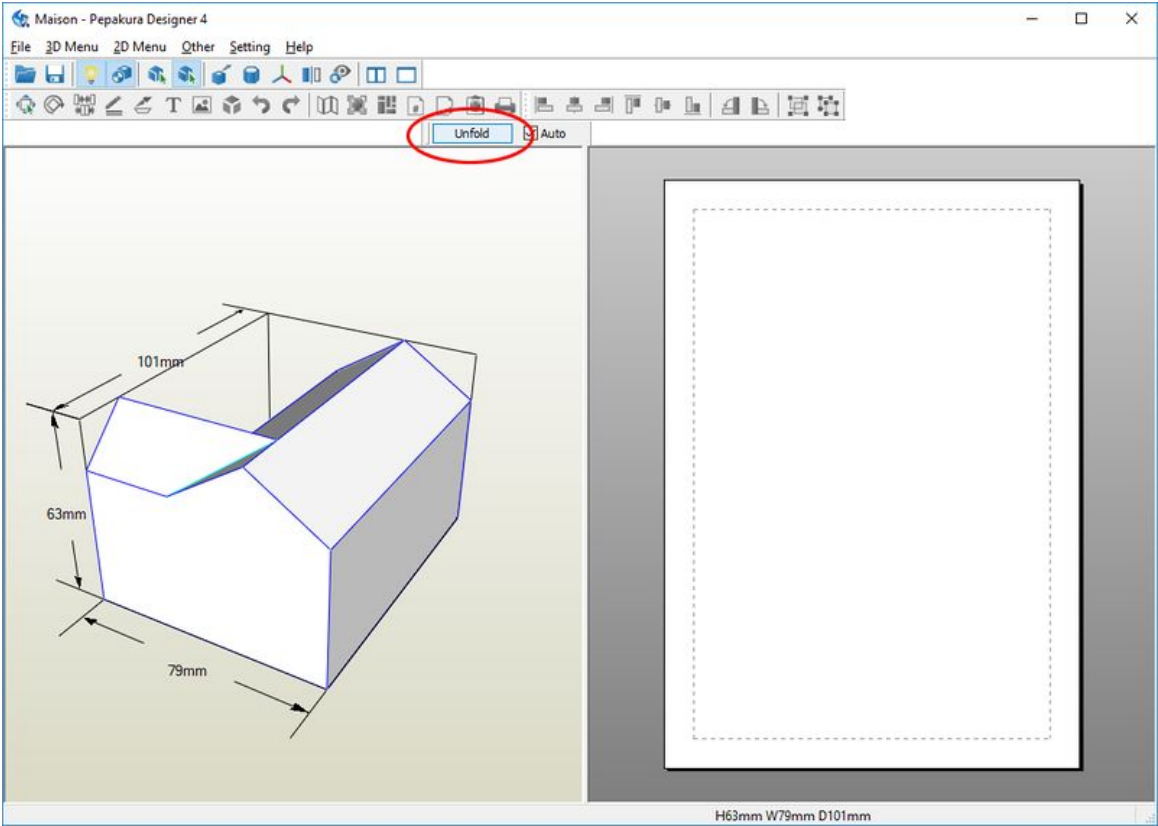 Maison - Pepakura Designer 4
File 3D Menu 2D Menu Other Setting Help
Unfold Auto
101mm
63mm
79mm
H63mm W79mm D101mm